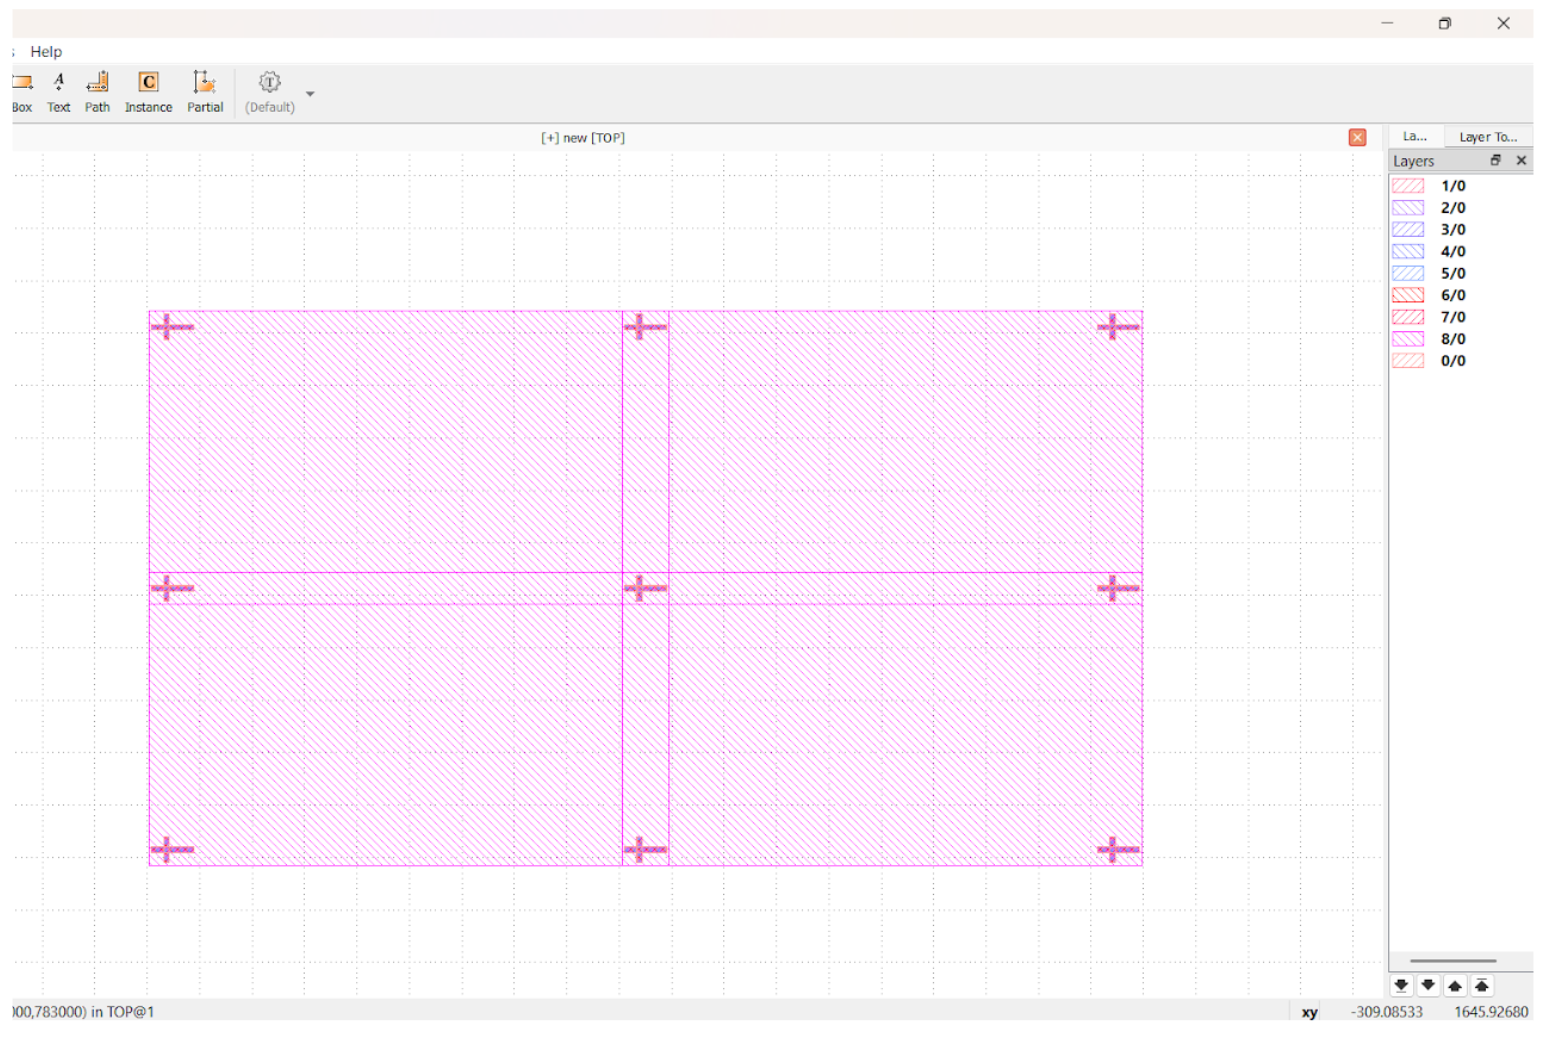 Help
Box Text Path Instance Partial (Default)
[+] new [TOP]
La... Layer To...
Layers
1/0
2/0
3/0
4/0
5/0
6/0
7/0
8/0
0/0
000,783000) in TOP@1 xy -309.08533 1645.92680